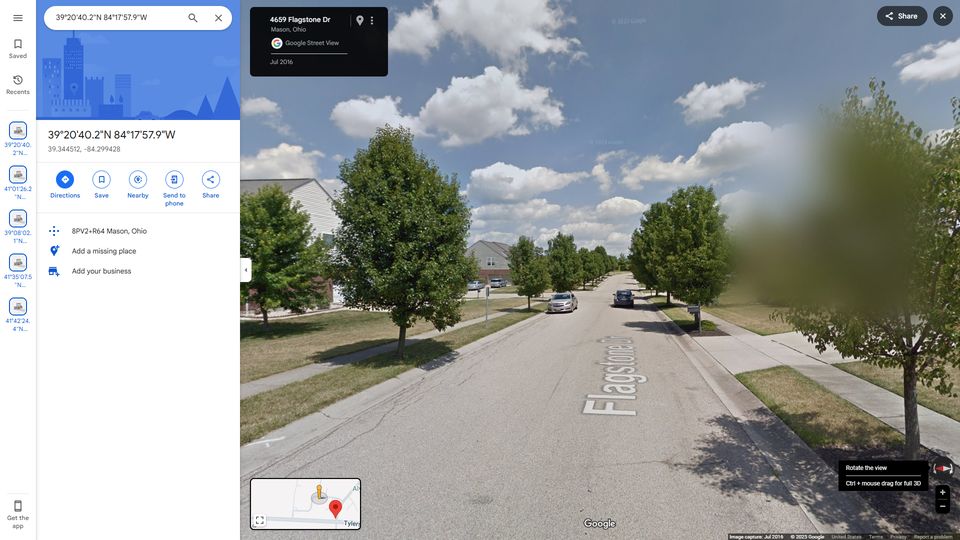 39°20'40.2"N 84°17'57.9"W
Saved
Recents
39°20'40.
2"N...
41°01'26.2
"N...
39°08'02.
1"N...
41°35'07.5
"N...
41°42'24.
4"N...
Get the
app
39°20'40.2"N 84°17'57.9"W
39.344512, -84.299428
Directions
Save
Nearby
Send to
phone
Share
8PV2+R64 Mason, Ohio
Add a missing place
Add your business
4659 Flagstone Dr
Mason, Ohio
Google Street View
Jul 2016
Share
© 2023 Google
Flagstone Dr
Rotate the view
Ctrl + mouse drag for full 3D
Tyler
Google
Image capture: Jul 2016 © 2023 Google United States Terms Privacy Report a problem